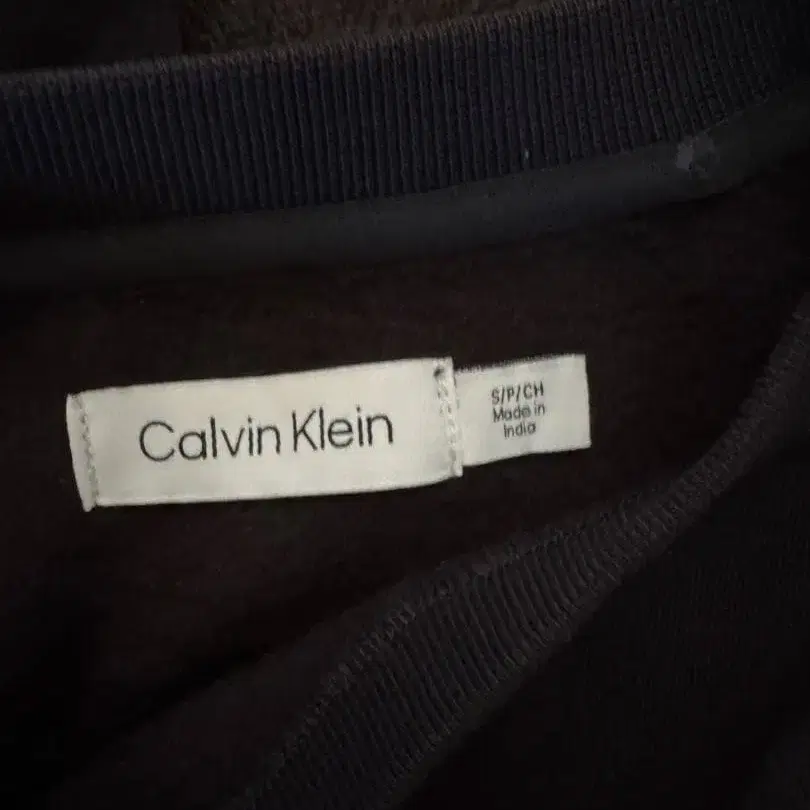 Calvin Klein
S/P/CH
Made in
India